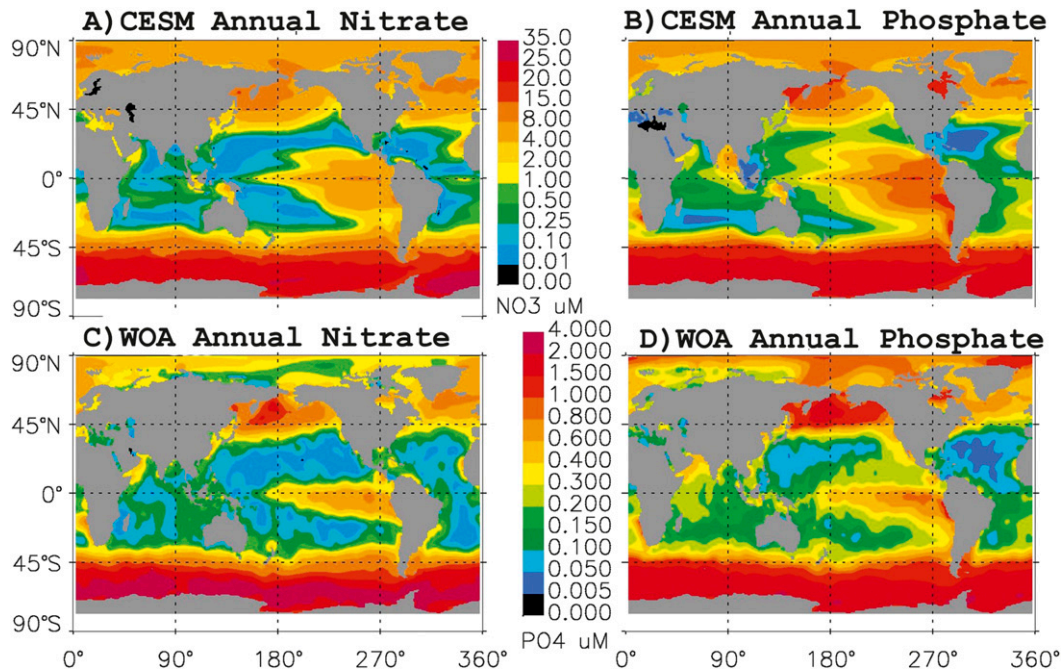 A)CESM Annual Nitrate
B)CESM Annual Phosphate
90°N
45°N
0°
45°S
90°S
35.0
25.0
20.0
15.0
8.00
4.00
2.00
1.00
0.50
0.25
0.10
0.01
0.00
NO3 uM
C)WOA Annual Nitrate
D)WOA Annual Phosphate
90°N
45°N
0°
45°S
90°S
4.000
2.000
1.500
1.000
0.800
0.600
0.400
0.300
0.200
0.150
0.100
0.050
0.005
0.000
PO4 uM
0° 90° 180° 270° 360°
0° 90° 180° 270° 360°